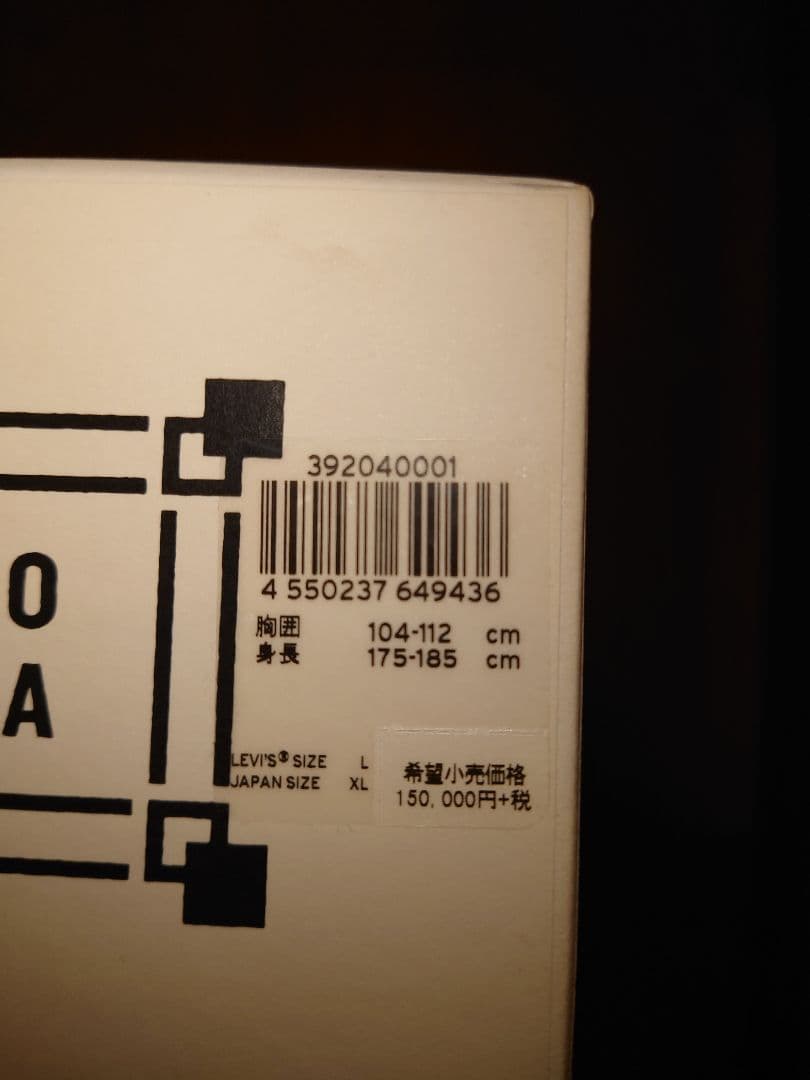 O
A
392040001
4 550237 649436
胸囲 104-112 cm
身長 175-185 cm
LEVI'S® SIZE L
JAPAN SIZE XL
希望小売価格
150,000円+税